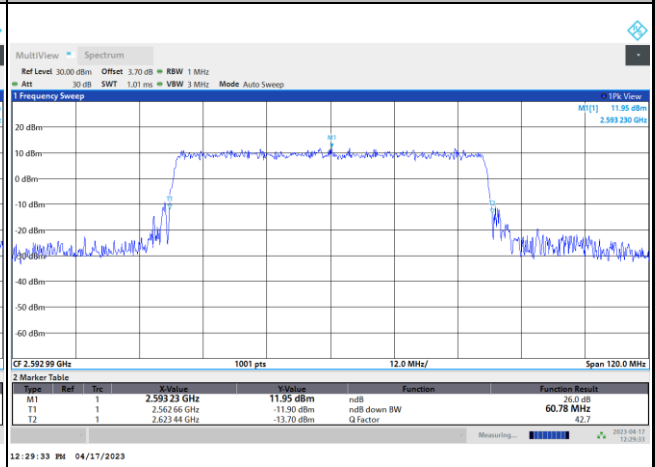 MultiView Spectrum
Ref Level 30.00 dBm Offset 3.70 dB RBW 1 MHz
Att 30 dB SWT 1.01 ms VBW 3 MHz Mode Auto Sweep
1 Frequency Sweep 1Pk View
M1[1] 11.95 dBm
2.593 230 GHz
20 dBm
M1
10 dBm
0 dBm
-10 dBm
T1
T2
-20 dBm
-30 dBm
-40 dBm
-50 dBm
-60 dBm
CF 2.592 99 GHz 1001 pts 12.0 MHz/ Span 120.0 MHz
2 Marker Table
Type Ref Trc X-Value Y-Value Function Function Result
M1 1 2.593 23 GHz 11.95 dBm ndB 26.0 dB
T1 1 2.562 66 GHz -11.90 dBm ndB down BW 60.78 MHz
T2 1 2.623 44 GHz -13.70 dBm Q Factor 42.7
Measuring... 2023-04-17
12:29:33
12:29:33 PM 04/17/2023